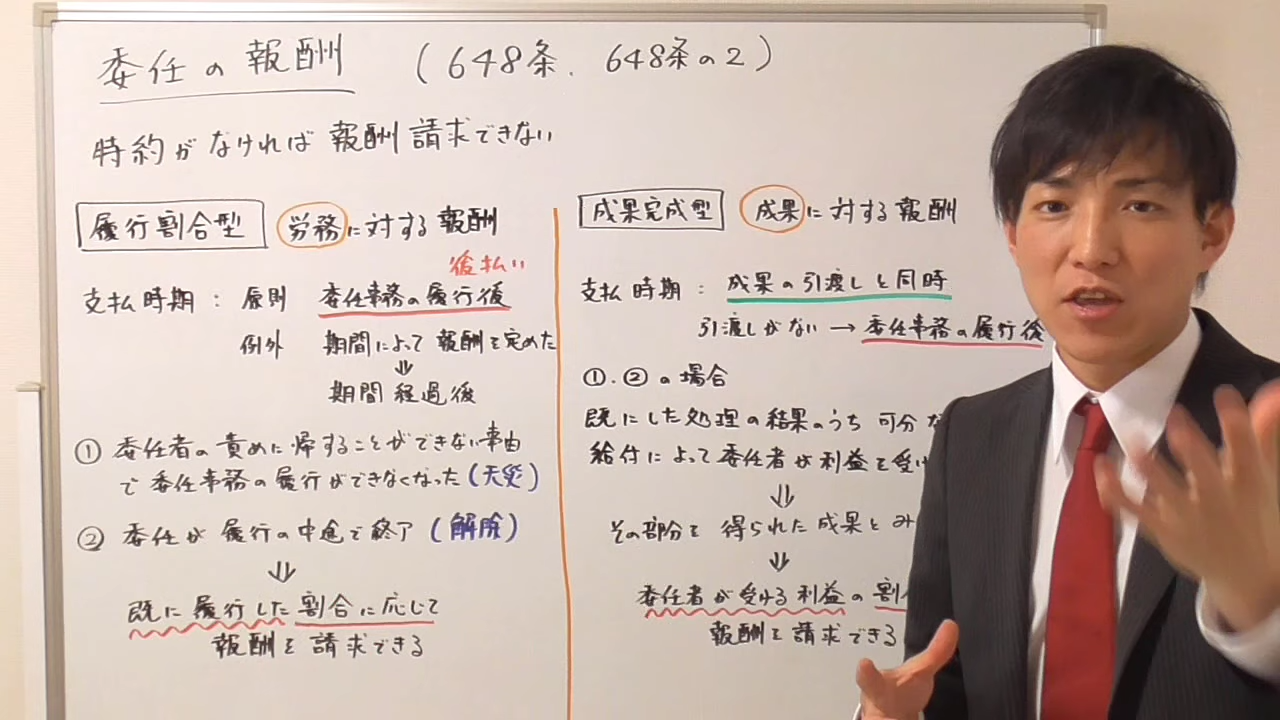 委任の報酬 (648条、648条の2)
特約がなければ報酬請求できない
履行割合型 労務に対する報酬
後払い
支払時期： 原則 委任事務の履行後
例外 期間によって報酬を定めた
⇓
期間経過後
① 委任者の責めに帰することができない事由
で委任事務の履行ができなくなった(天災)
② 委任が履行の中途で終了(解除)
⇓
既に履行した割合に応じて
報酬を請求できる
成果完成型 成果に対する報酬
支払時期： 成果の引渡しと同時
引渡しがない → 委任事務の履行後
①.②の場合
既にした処理の結果のうち可分な
給付によって委任者が利益を受け
⇓
その部分を得られた成果とみ
⇓
委任者が受ける利益の割
報酬を請求できる